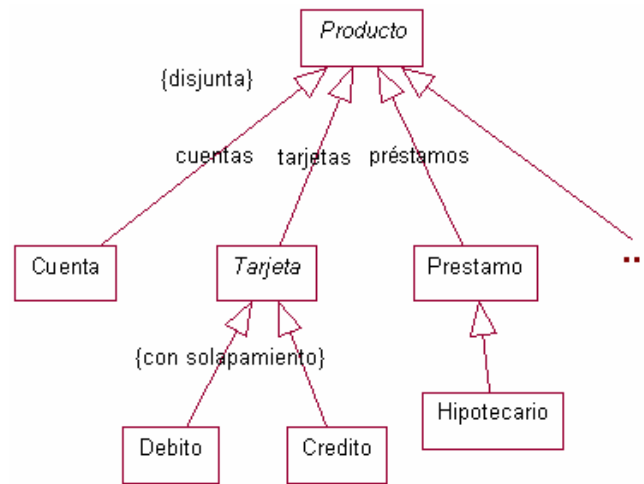 Producto
{disjunta}
cuentas
tarjetas
préstamos
Cuenta
Tarjeta
Prestamo
..
{con solapamiento}
Debito
Credito
Hipotecario